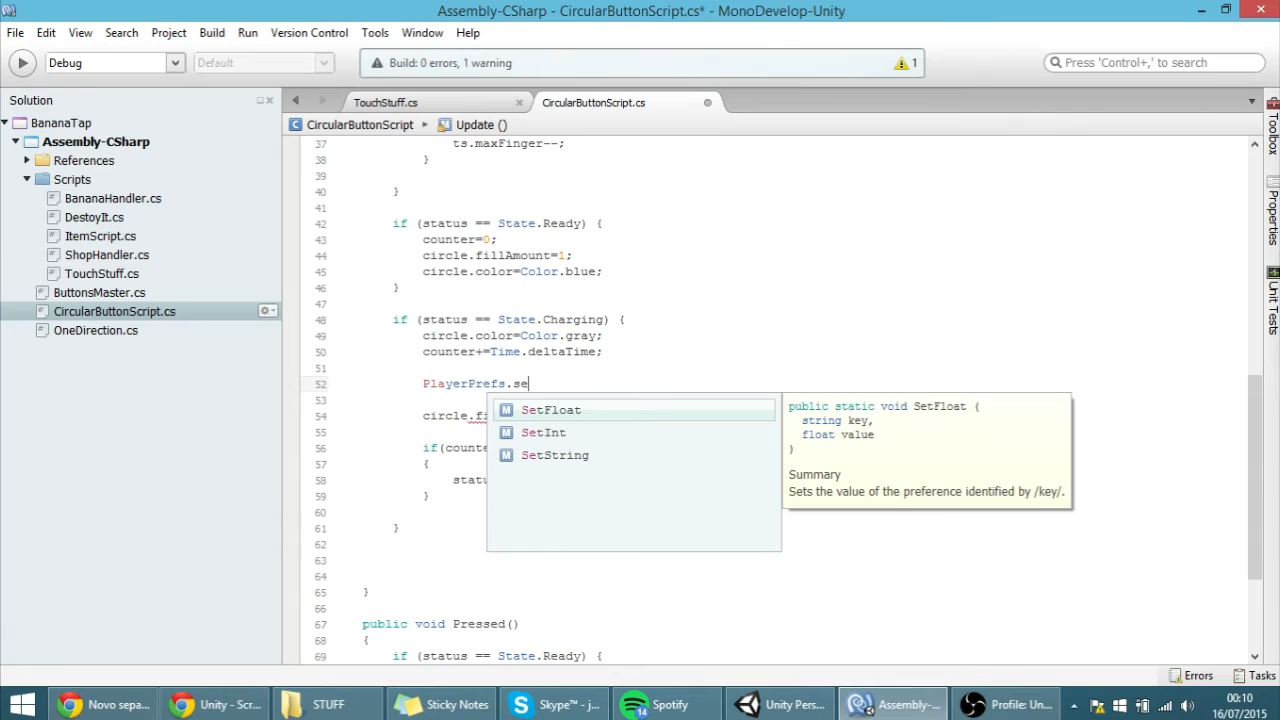 Assembly-CSharp - CircularButtonScript.cs* - MonoDevelop-Unity
File Edit View Search Project Build Run Version Control Tools Window Help
Debug Default Build: 0 errors, 1 warning 1 Press 'Control+,' to search
Solution
BananaTap
Assembly-CSharp
References
Scripts
BananaHandler.cs
DestoyIt.cs
ItemScript.cs
ShopHandler.cs
TouchStuff.cs
ButtonsMaster.cs
CircularButtonScript.cs
OneDirection.cs
TouchStuff.cs CircularButtonScript.cs
CircularButtonScript Update ()
37 ts.maxFinger--;
38 }
39
40 }
41
42 if (status == State.Ready) {
43 counter=0;
44 circle.fillAmount=1;
45 circle.color=Color.blue;
46 }
47
48 if (status == State.Charging) {
49 circle.color=Color.gray;
50 counter+=Time.deltaTime;
51
52 PlayerPrefs.se
53
54 circle.fi
55
56 if(counte
57 {
58 statu
59 }
60
61 }
62
63
64
65 }
66
67 public void Pressed()
68 {
69 if (status == State.Ready) {
M SetFloat
M SetInt
M SetString
public static void SetFloat (
string key,
float value
)
Summary
Sets the value of the preference identified by /key/.
Toolbox
Properties
Unit Tests
Errors Tasks
Novo sepa... Unity - Scr... STUFF Sticky Notes Skype™ - j... 14 Spotify Unity Pers... Assembly-... Profile: Un...
00:10
16/07/2015